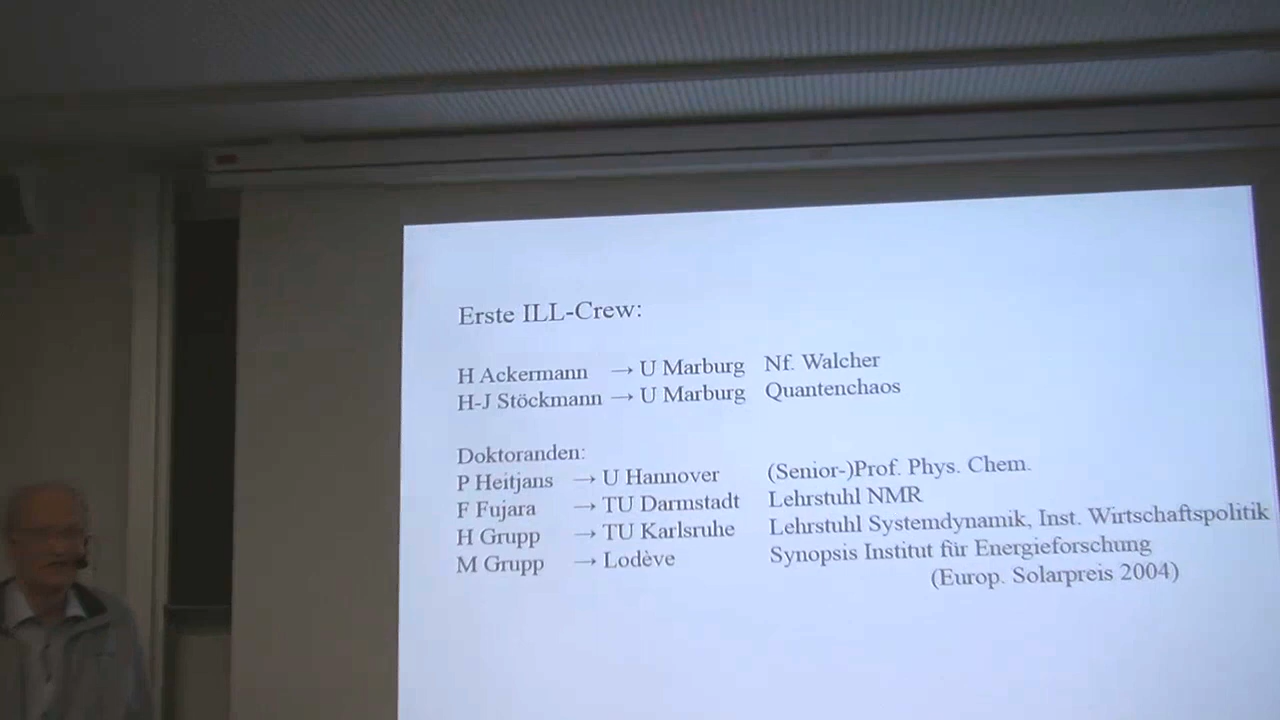 Erste ILL-Crew:
H Ackermann → U Marburg Nf. Walcher
H-J Stöckmann → U Marburg Quantenchaos
Doktoranden:
P Heitjans → U Hannover (Senior-)Prof. Phys. Chem.
F Fujara → TU Darmstadt Lehrstuhl NMR
H Grupp → TU Karlsruhe Lehrstuhl Systemdynamik, Inst. Wirtschaftspolitik
M Grupp → Lodève Synopsis Institut für Energieforschung
(Europ. Solarpreis 2004)